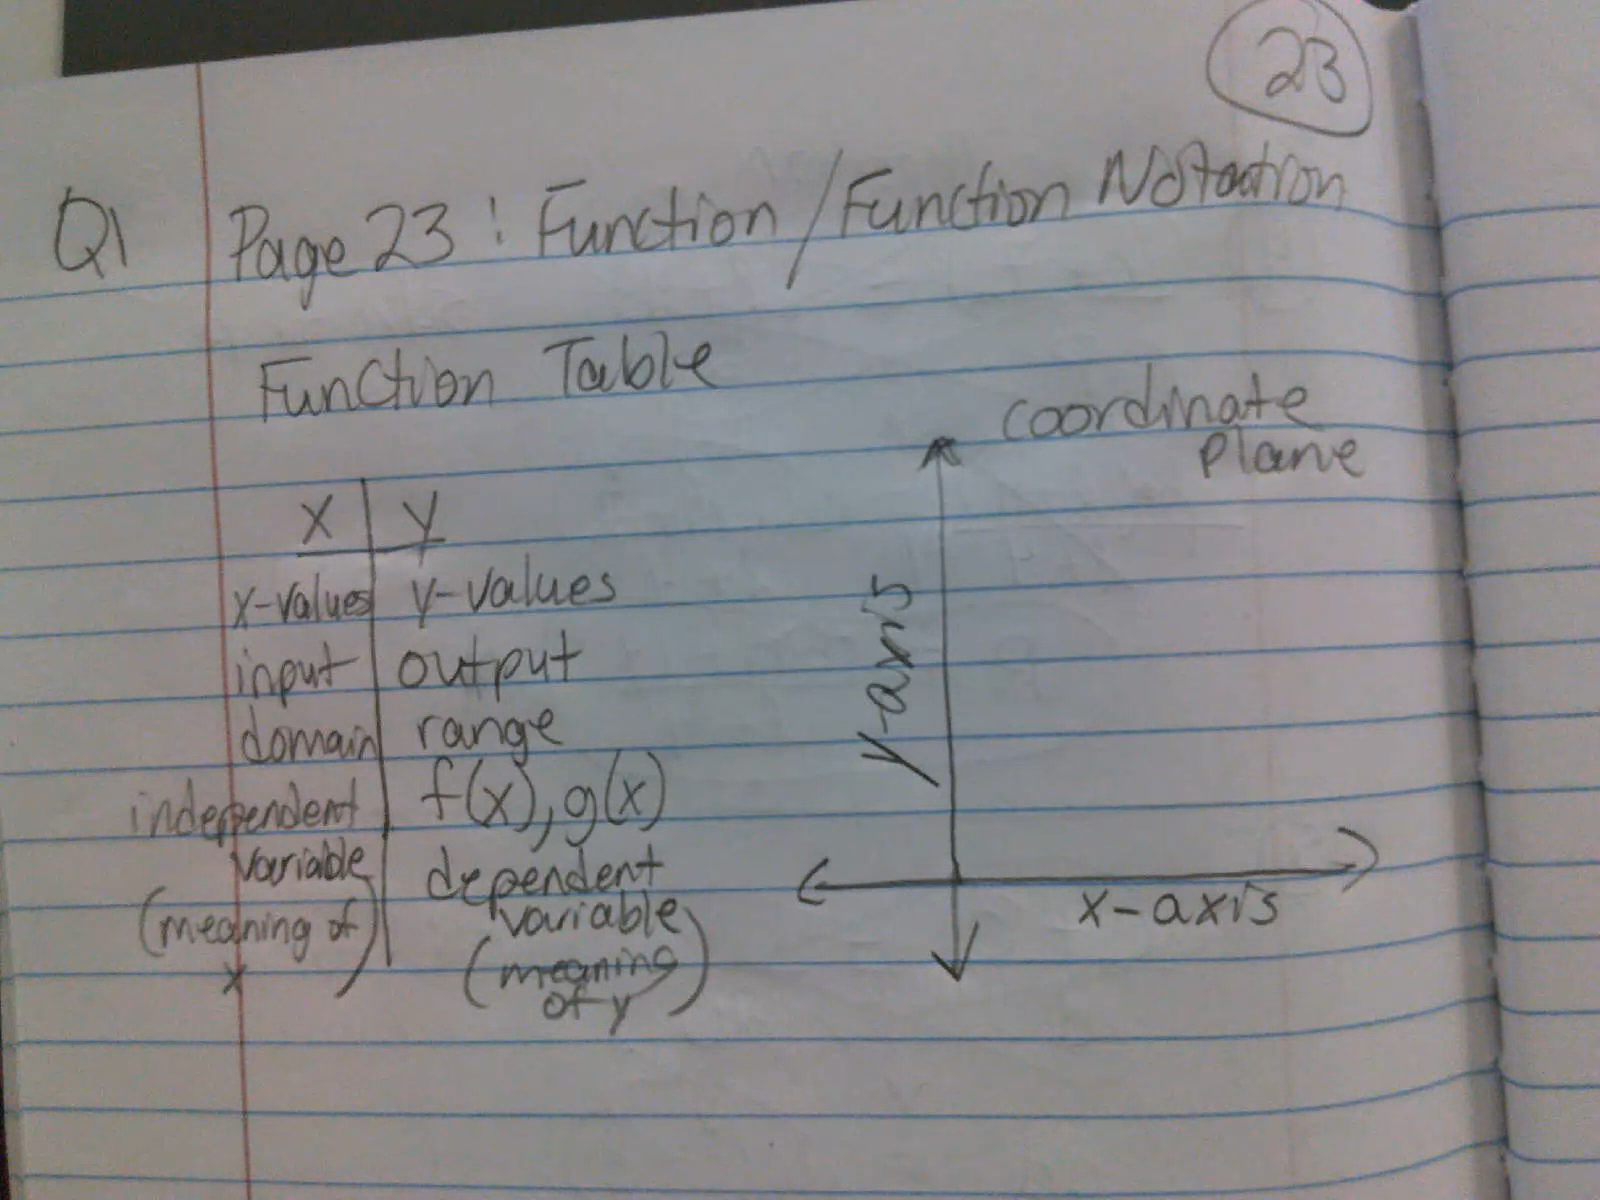 23
Q1 Page 23: Function/Function Notation
Function Table
coordinate
plane
x y
x-values y-values
input output
domain range
independent f(x), g(x)
variable dependent
(meaning of variable
x) (meaning
of y)
y-axis
x-axis